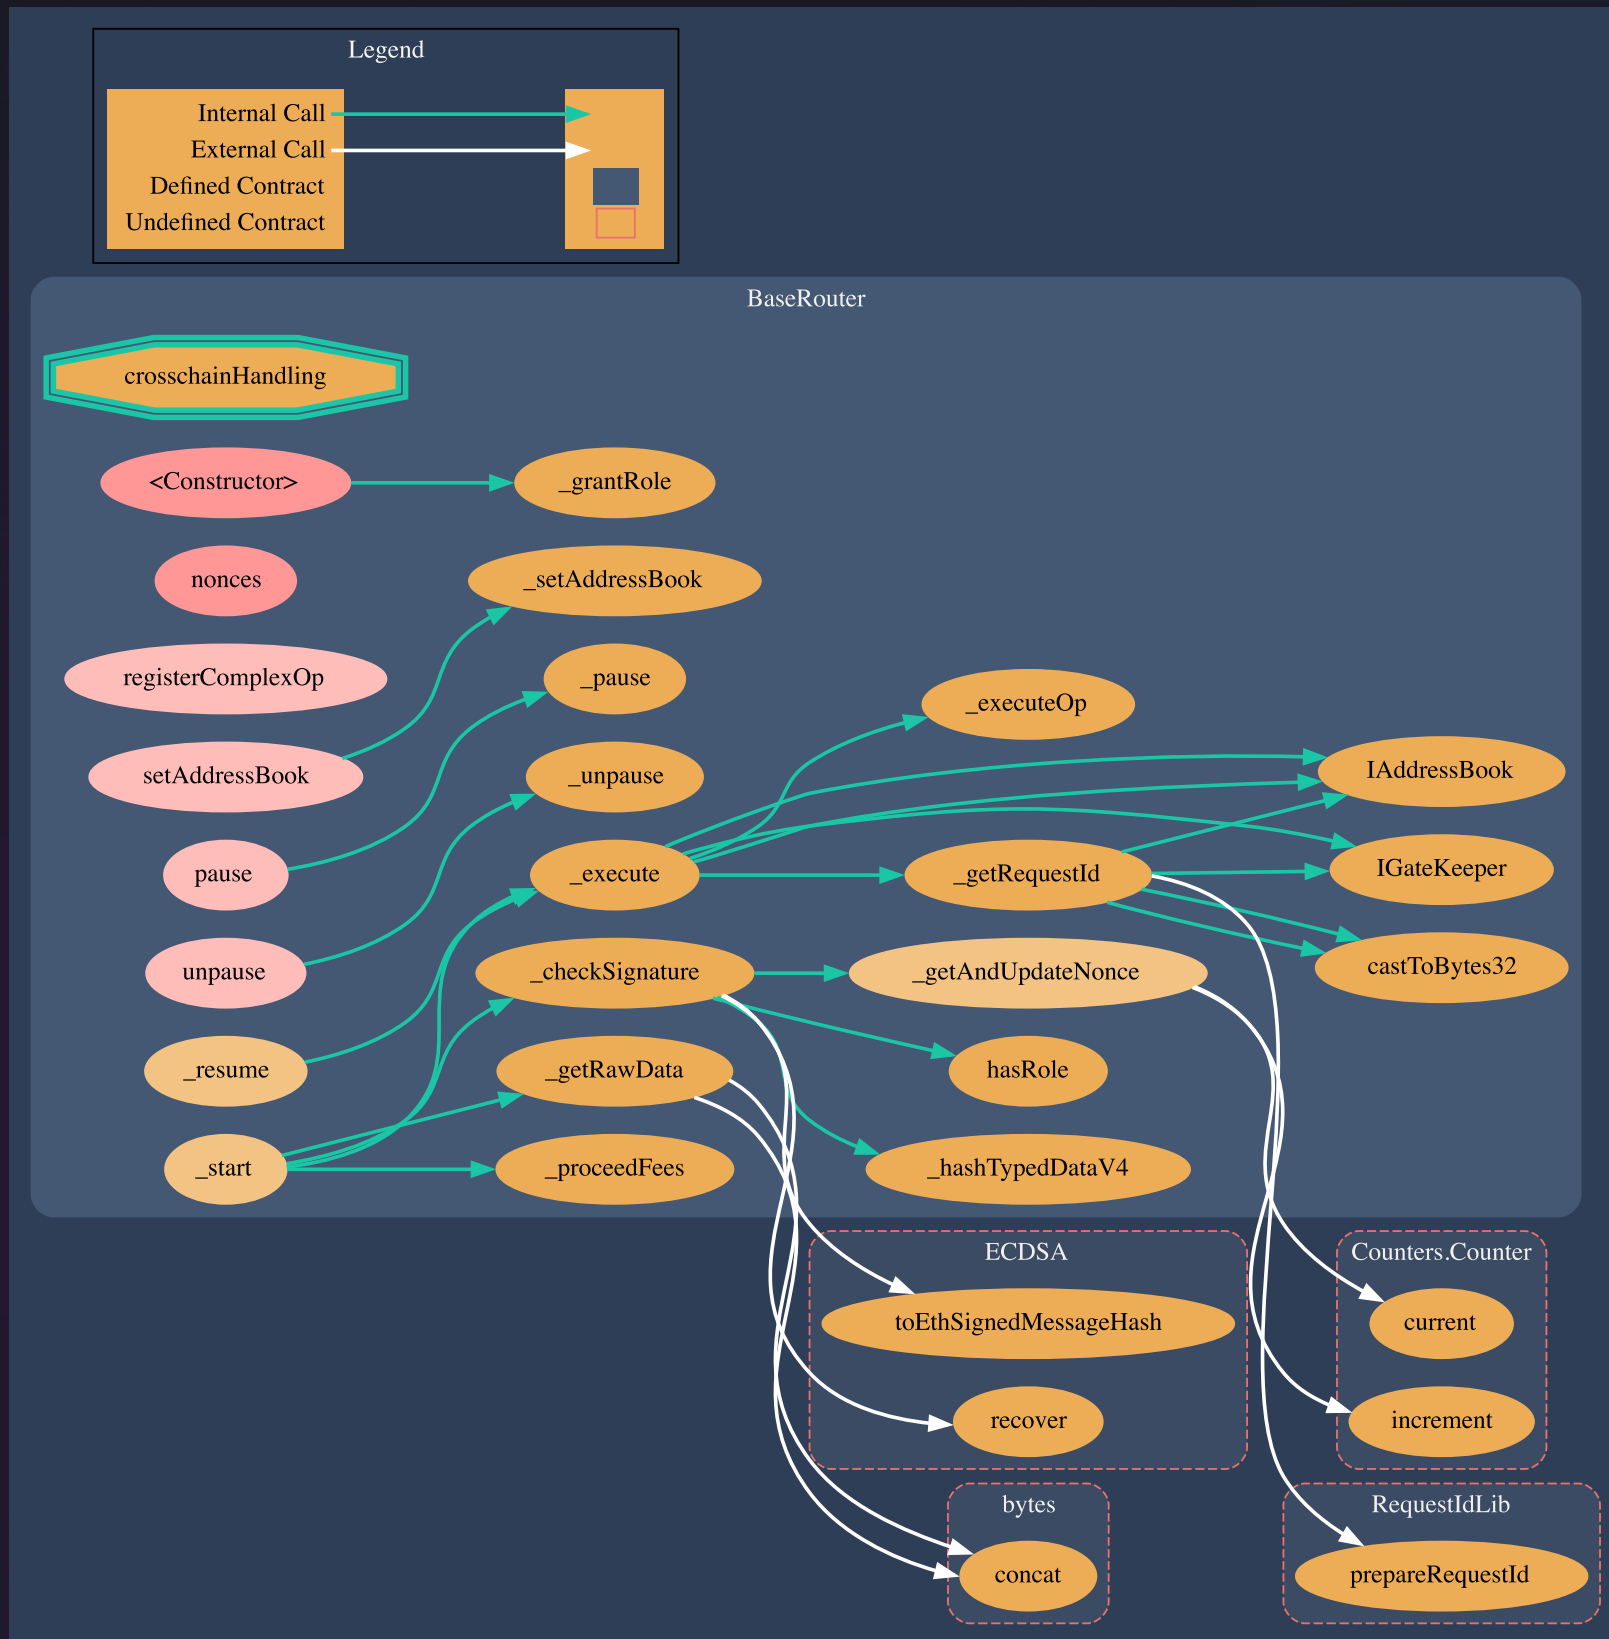 Legend
Internal Call
External Call
Defined Contract
Undefined Contract
BaseRouter
crosschainHandling
<Constructor>
_grantRole
nonces
_setAddressBook
registerComplexOp
_pause
_executeOp
setAddressBook
_unpause
IAddressBook
pause
_execute
_getRequestId
IGateKeeper
unpause
_checkSignature
_getAndUpdateNonce
castToBytes32
_resume
_getRawData
hasRole
_start
_proceedFees
_hashTypedDataV4
ECDSA
Counters.Counter
toEthSignedMessageHash
current
recover
increment
bytes
RequestIdLib
concat
prepareRequestId